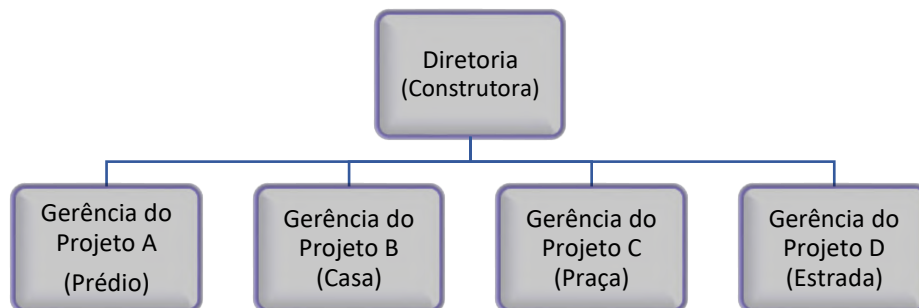 Diretoria
(Construtora)
Gerência do
Projeto A
(Prédio)
Gerência do
Projeto B
(Casa)
Gerência do
Projeto C
(Praça)
Gerência do
Projeto D
(Estrada)